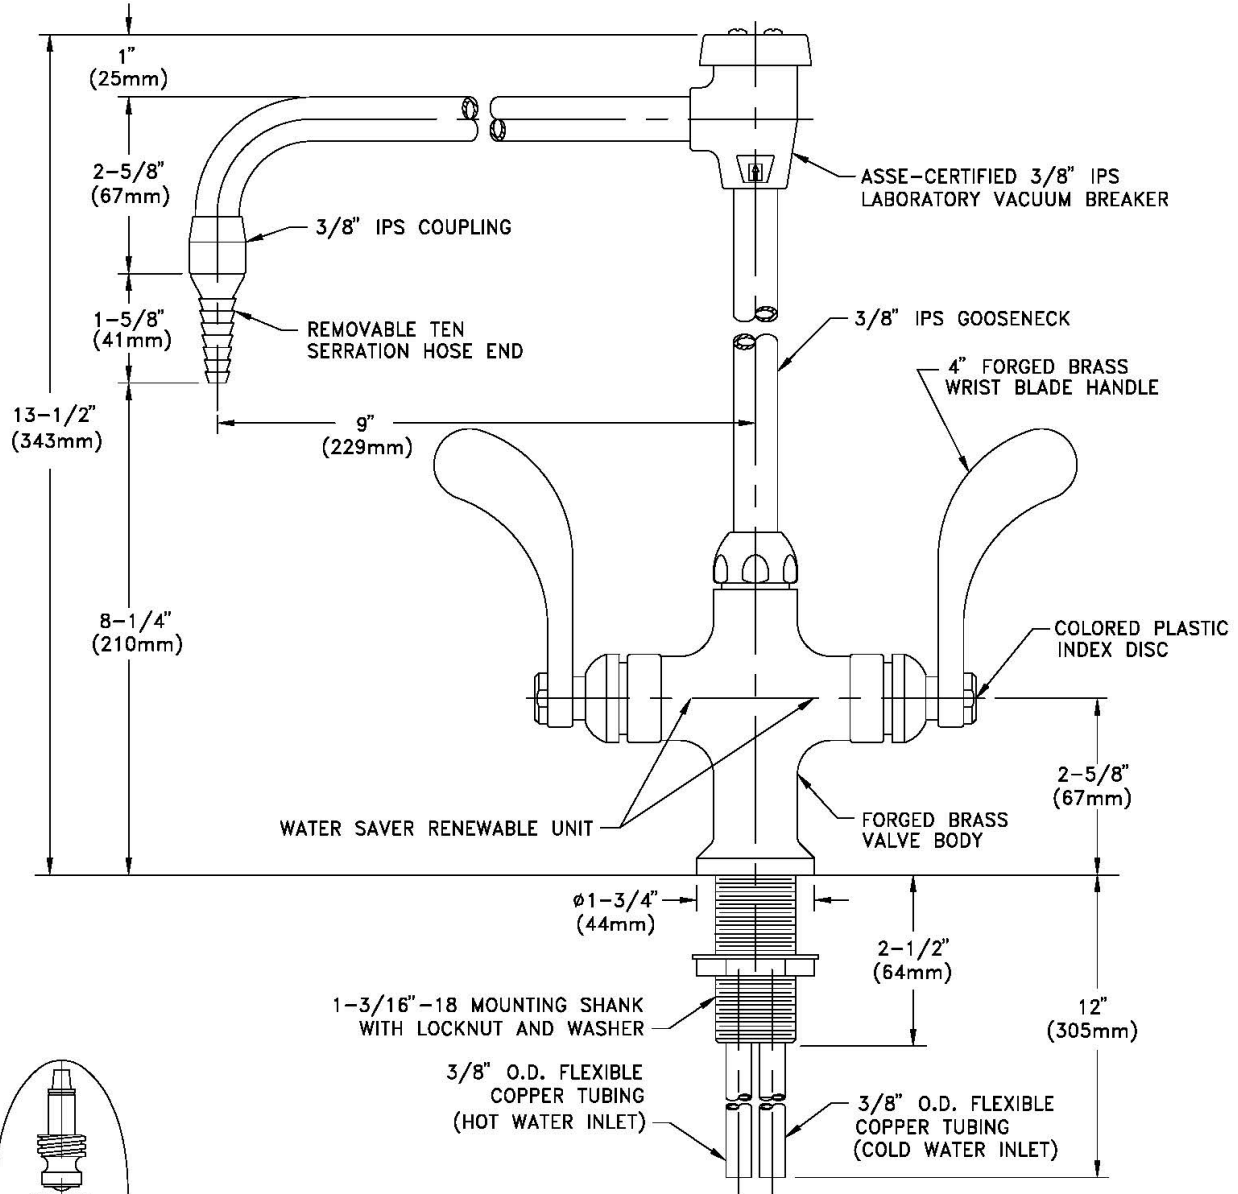 1"
(25mm)
2-5/8"
(67mm)
3/8" IPS COUPLING
1-5/8"
(41mm)
REMOVABLE TEN
SERRATION HOSE END
13-1/2"
(343mm)
9"
(229mm)
8-1/4"
(210mm)
ASSE-CERTIFIED 3/8" IPS
LABORATORY VACUUM BREAKER
3/8" IPS GOOSENECK
4" FORGED BRASS
WRIST BLADE HANDLE
COLORED PLASTIC
INDEX DISC
2-5/8"
(67mm)
WATER SAVER RENEWABLE UNIT
FORGED BRASS
VALVE BODY
ø1-3/4"
(44mm)
2-1/2"
(64mm)
12"
(305mm)
1-3/16"-18 MOUNTING SHANK
WITH LOCKNUT AND WASHER
3/8" O.D. FLEXIBLE
COPPER TUBING
(HOT WATER INLET)
3/8" O.D. FLEXIBLE
COPPER TUBING
(COLD WATER INLET)